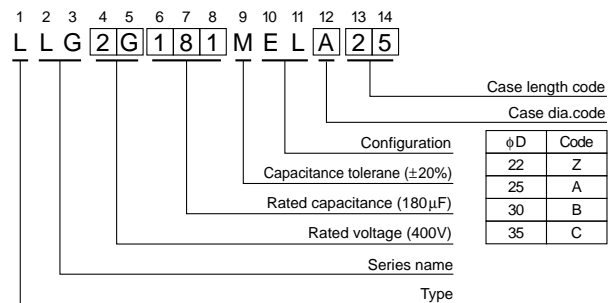 1 2 3 4 5 6 7 8 9 10 11 12 13 14
L L G 2 G 1 8 1 M E L A 2 5
Case length code
Case dia.code
Configuration
Capacitance tolerane (±20%)
Rated capacitance (180μF)
Rated voltage (400V)
Series name
Type
φD Code
22 Z
25 A
30 B
35 C